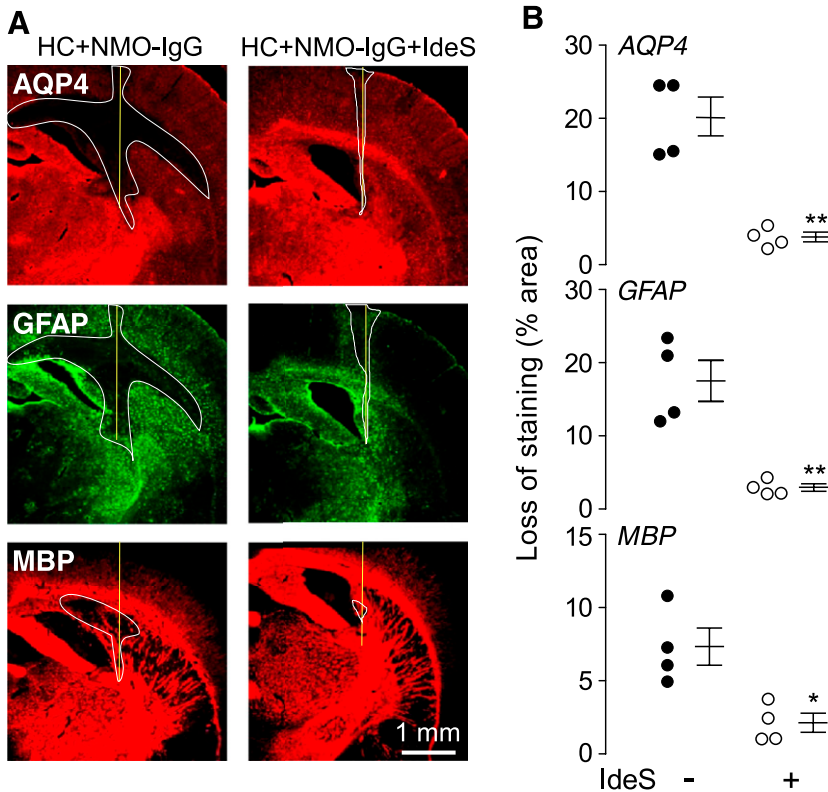 A
HC+NMO-IgG
HC+NMO-IgG+IdeS
AQP4
GFAP
MBP
1 mm
B
Loss of staining (% area)
AQP4
30
20
10
0
**
GFAP
30
20
10
0
**
MBP
15
10
5
0
*
IdeS - +